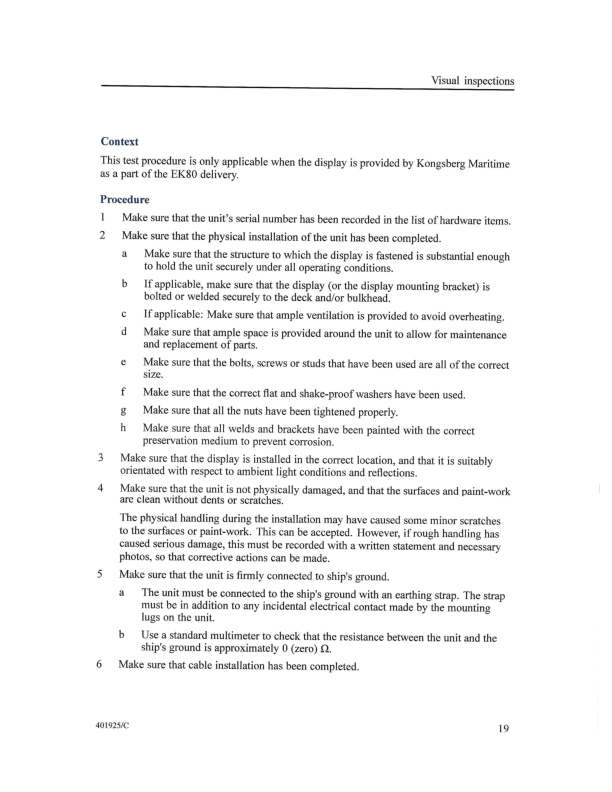 Visual inspections
Context
This test procedure is only applicable when the display is provided by Kongsberg Maritime
as a part of the EK80 delivery.
Procedure
1 Make sure that the unit's serial number has been recorded in the list of hardware items.
2 Make sure that the physical installation of the unit has been completed.
a Make sure that the structure to which the display is fastened is substantial enough
to hold the unit securely under all operating conditions.
b If applicable, make sure that the display (or the display mounting bracket) is
bolted or welded securely to the deck and/or bulkhead.
c If applicable: Make sure that ample ventilation is provided to avoid overheating.
d Make sure that ample space is provided around the unit to allow for maintenance
and replacement of parts.
e Make sure that the bolts, screws or studs that have been used are all of the correct
size.
f Make sure that the correct flat and shake-proof washers have been used.
g Make sure that all the nuts have been tightened properly.
h Make sure that all welds and brackets have been painted with the correct
preservation medium to prevent corrosion.
3 Make sure that the display is installed in the correct location, and that it is suitably
orientated with respect to ambient light conditions and reflections.
4 Make sure that the unit is not physically damaged, and that the surfaces and paint-work
are clean without dents or scratches.
The physical handling during the installation may have caused some minor scratches
to the surfaces or paint-work. This can be accepted. However, if rough handling has
caused serious damage, this must be recorded with a written statement and necessary
photos, so that corrective actions can be made.
5 Make sure that the unit is firmly connected to ship's ground.
a The unit must be connected to the ship's ground with an earthing strap. The strap
must be in addition to any incidental electrical contact made by the mounting
lugs on the unit.
b Use a standard multimeter to check that the resistance between the unit and the
ship's ground is approximately 0 (zero) Ω.
6 Make sure that cable installation has been completed.
401925/C
19